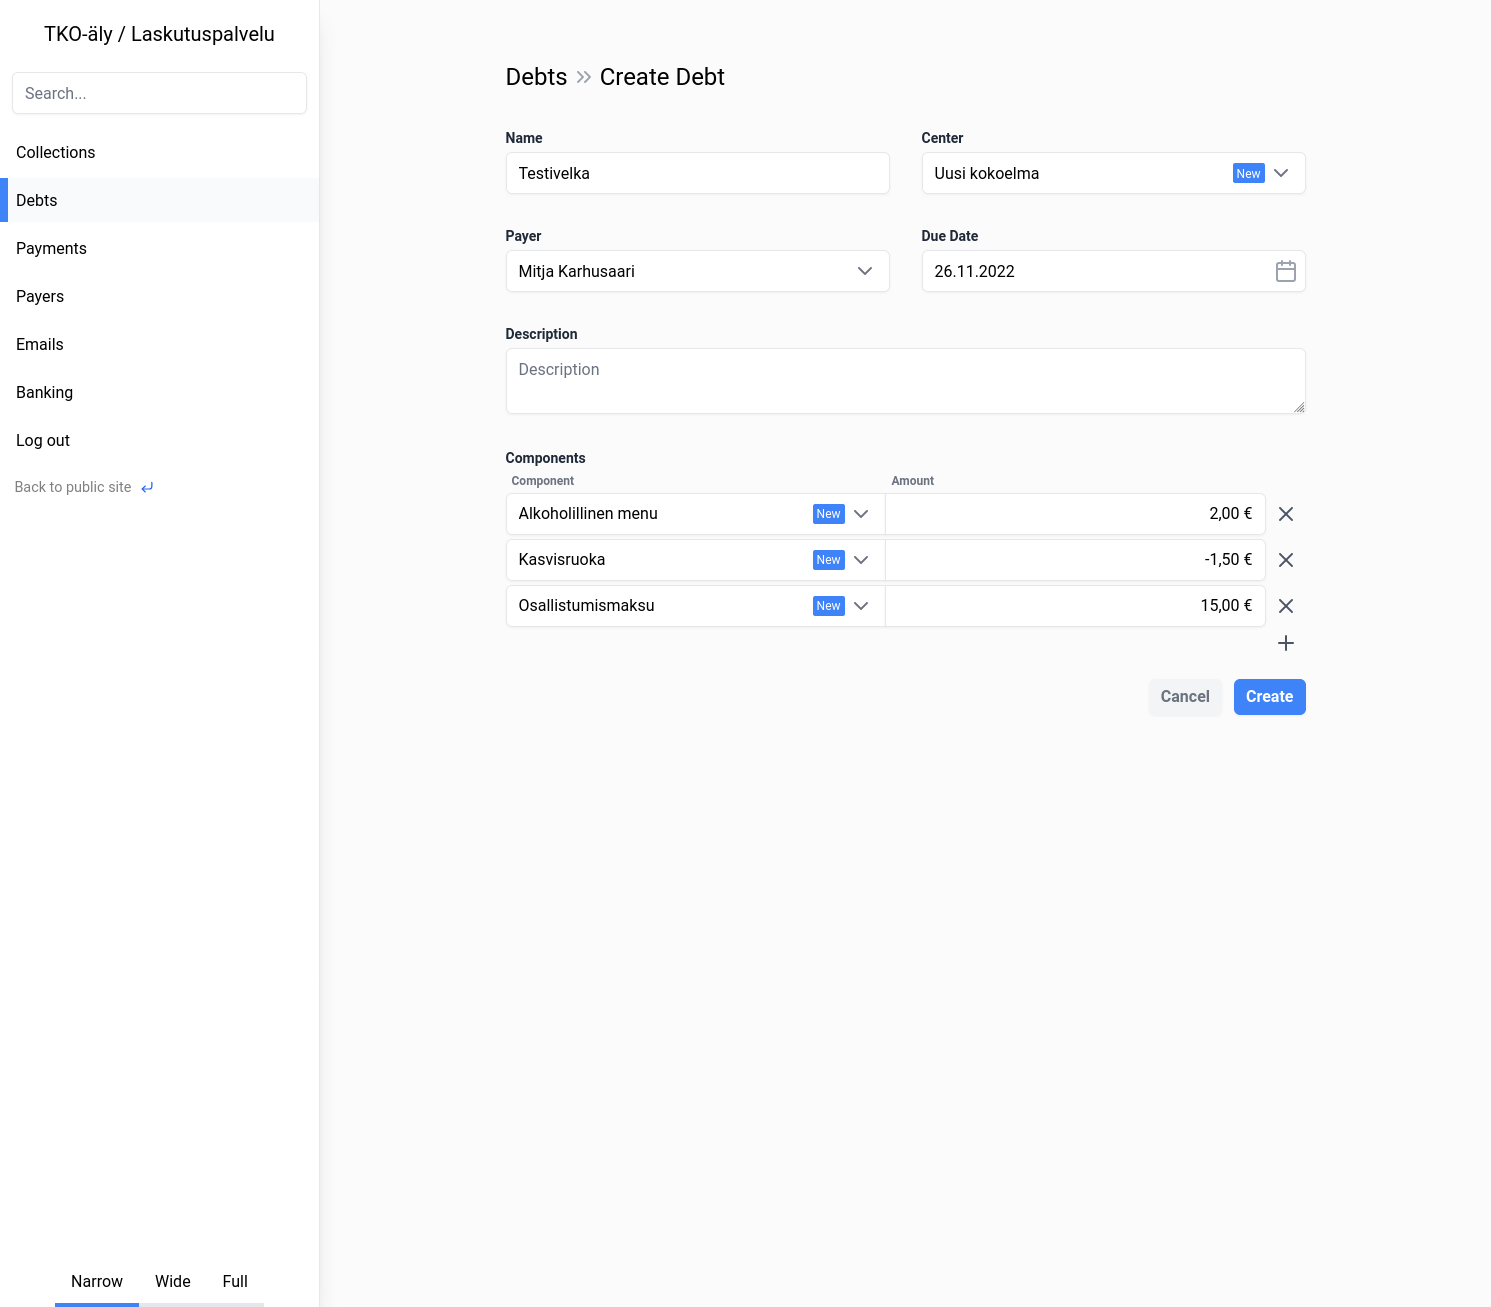 TKO-äly / Laskutuspalvelu
Search...
Collections
Debts
Payments
Payers
Emails
Banking
Log out
Back to public site
Narrow Wide Full
Debts » Create Debt
Name
Testivelka
Center
Uusi kokoelma New
Payer
Mitja Karhusaari
Due Date
26.11.2022
Description
Description
Components
Component Amount
Alkoholillinen menu New 2,00 €
Kasvisruoka New -1,50 €
Osallistumismaksu New 15,00 €
Cancel Create